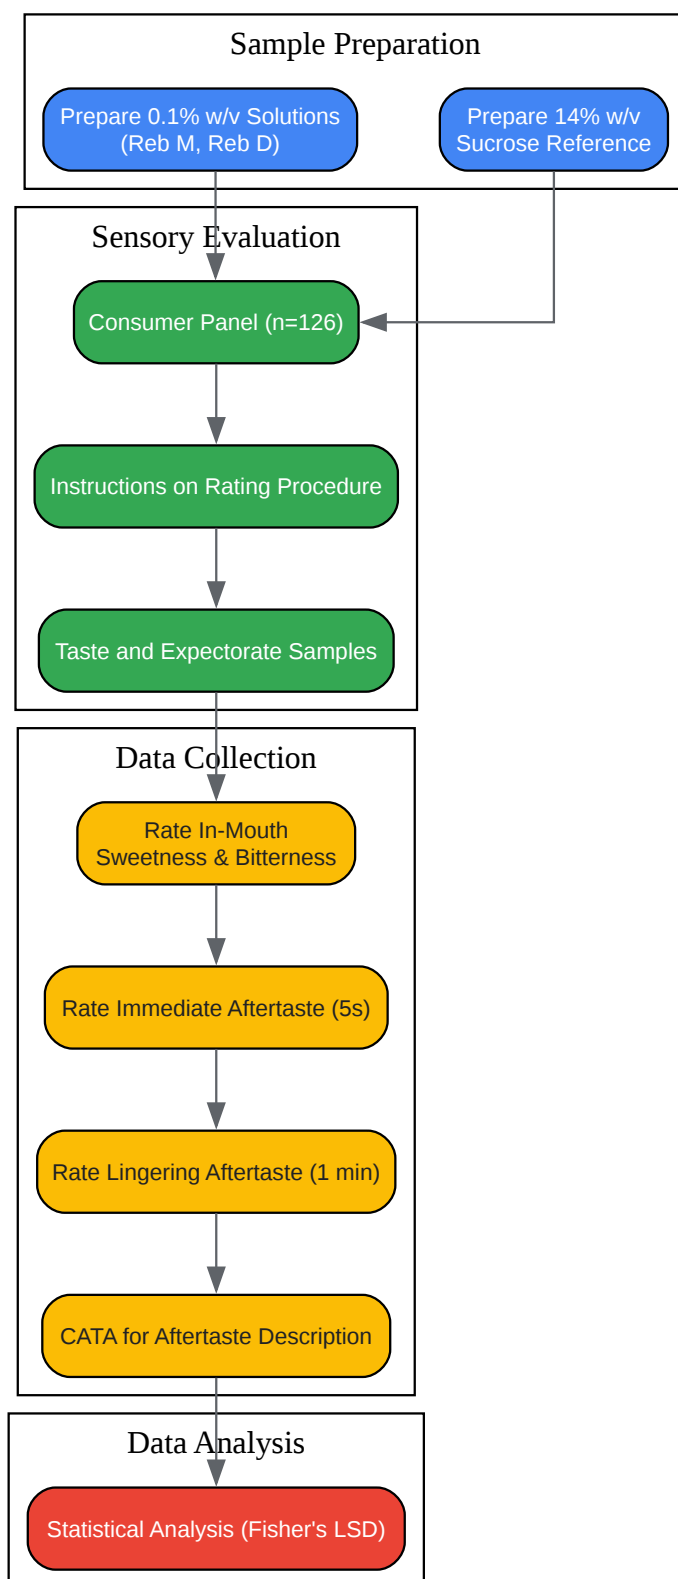 Sample Preparation
Prepare 0.1% w/v Solutions
(Reb M, Reb D)
Prepare 14% w/v
Sucrose Reference
Sensory Evaluation
Consumer Panel (n=126)
Instructions on Rating Procedure
Taste and Expectorate Samples
Data Collection
Rate In-Mouth
Sweetness & Bitterness
Rate Immediate Aftertaste (5s)
Rate Lingering Aftertaste (1 min)
CATA for Aftertaste Description
Data Analysis
Statistical Analysis (Fisher's LSD)